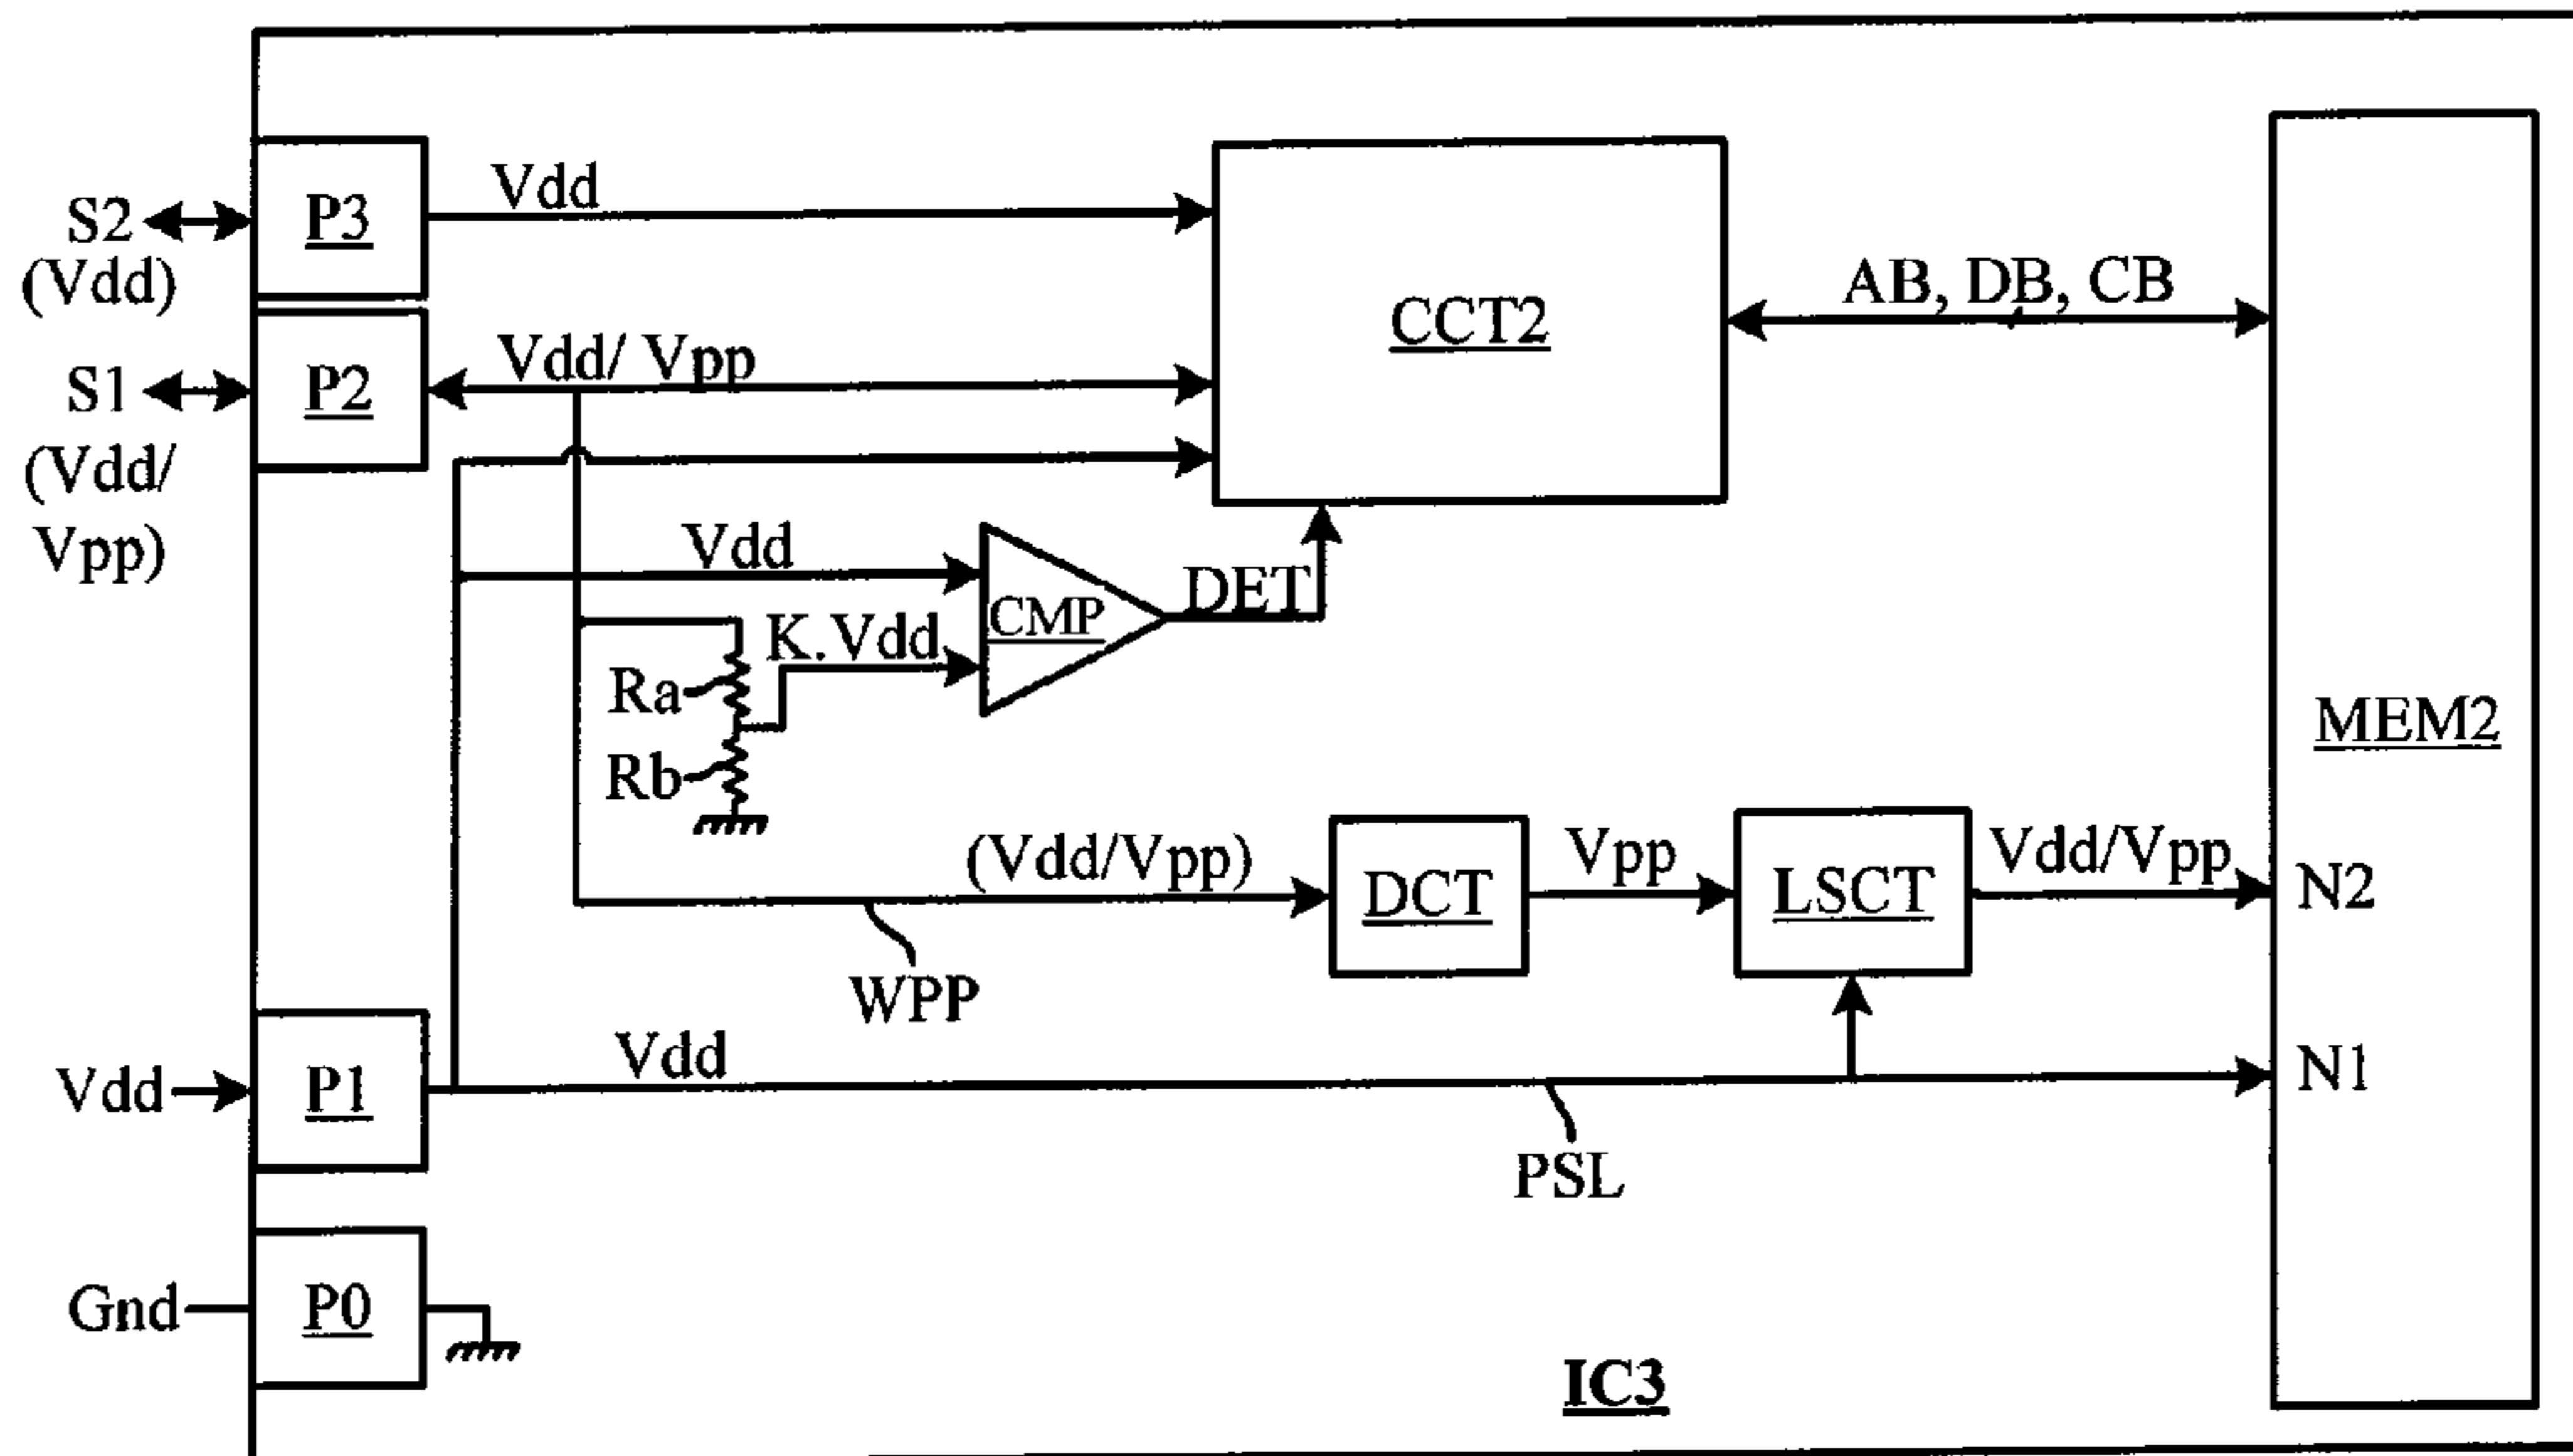 S2
(Vdd)
P3
Vdd
S1
(Vdd/
Vpp)
P2
Vdd/ Vpp
CCT2
AB, DB, CB
Vdd
CMP
DET
K.Vdd
Ra
Rb
MEM2
(Vdd/Vpp)
DCT
Vpp
LSCT
Vdd/Vpp
N2
WPP
Vdd
P1
Vdd
N1
PSL
Gnd
P0
IC3